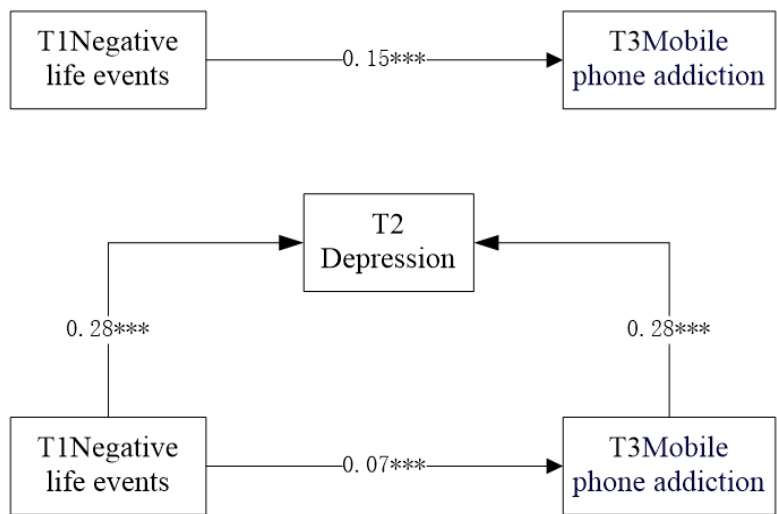 T1Negative
life events
0.15***
T3Mobile
phone addiction
T2
Depression
0.28***
0.28***
T1Negative
life events
0.07***
T3Mobile
phone addiction